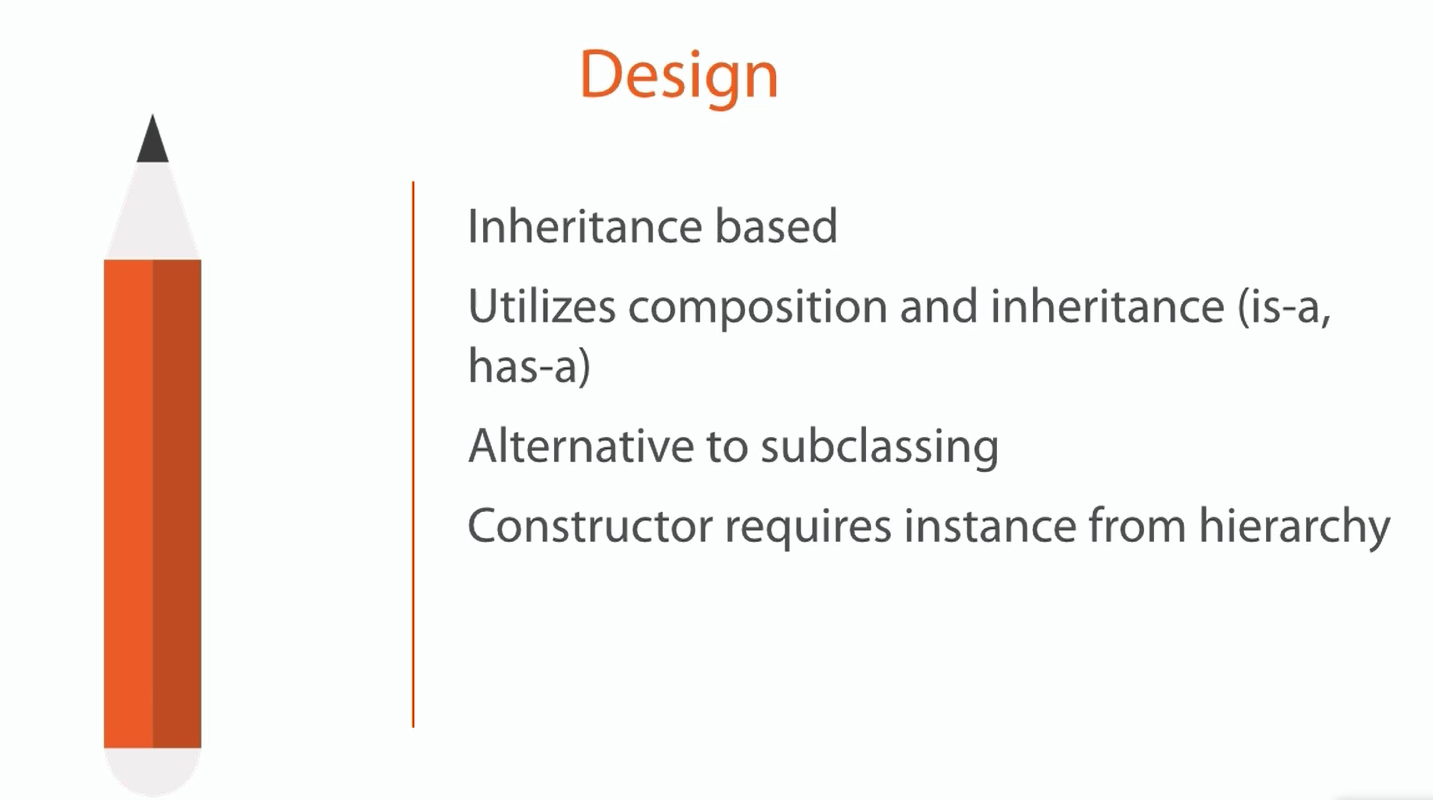 Design
Inheritance based
Utilizes composition and inheritance (is-a,
has-a)
Alternative to subclassing
Constructor requires instance from hierarchy